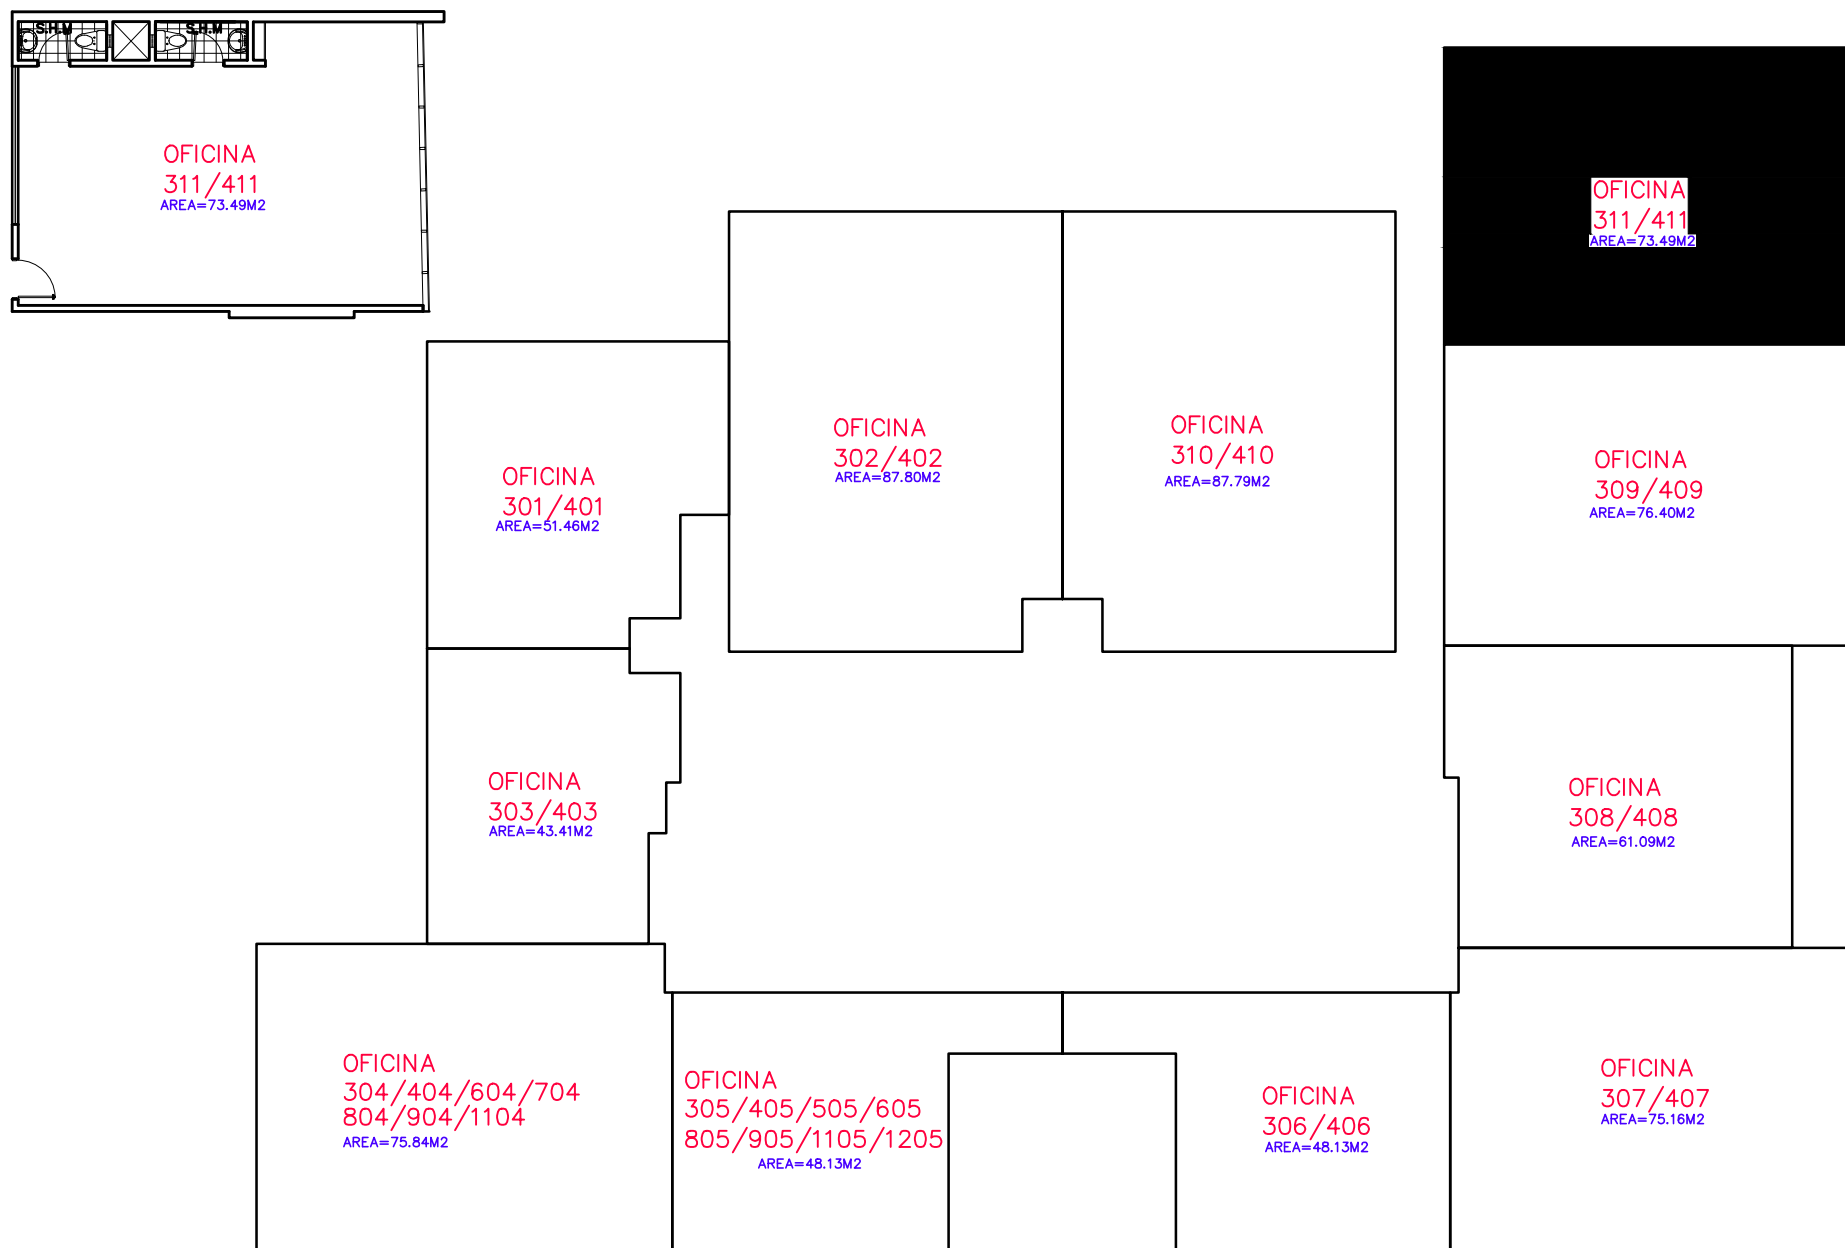 S.H.M
S.H.M
OFICINA
311/411
AREA=73.49M2
OFICINA
311/411
AREA=73.49M2
OFICINA
302/402
AREA=87.80M2
OFICINA
310/410
AREA=87.79M2
OFICINA
301/401
AREA=51.46M2
OFICINA
309/409
AREA=76.40M2
OFICINA
303/403
AREA=43.41M2
OFICINA
308/408
AREA=61.09M2
OFICINA
304/404/604/704
804/904/1104
AREA=75.84M2
OFICINA
305/405/505/605
805/905/1105/1205
AREA=48.13M2
OFICINA
306/406
AREA=48.13M2
OFICINA
307/407
AREA=75.16M2